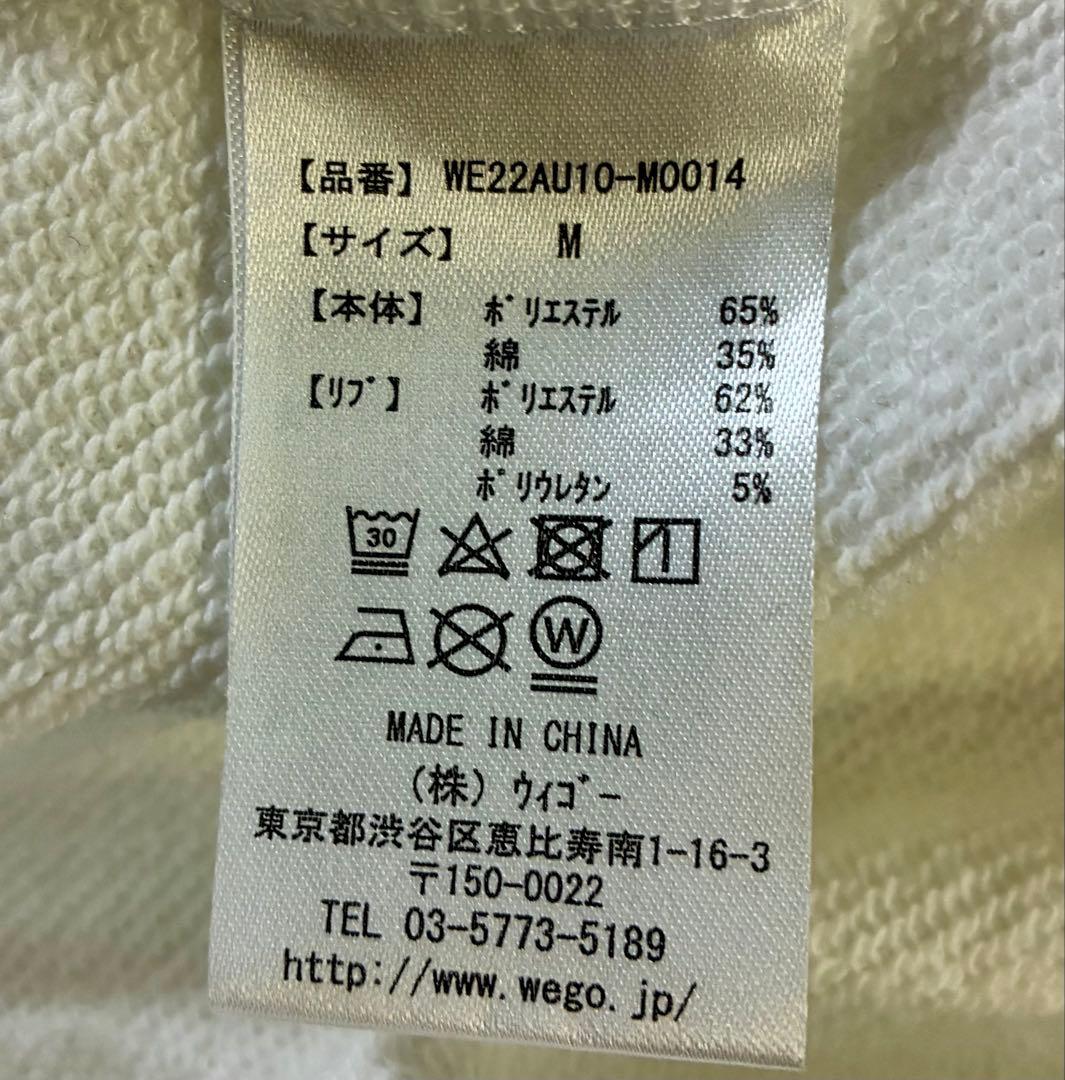 【品番】 WE22AU10-M0014
【サイズ】 M
【本体】 ﾎﾟﾘｴｽﾃﾙ 65%
綿 35%
【ﾘﾌﾞ】 ﾎﾟﾘｴｽﾃﾙ 62%
綿 33%
ﾎﾟﾘｳﾚﾀﾝ 5%
30
W
MADE IN CHINA
(株) ｳｨｺﾞｰ
東京都渋谷区恵比寿南1-16-3
〒150-0022
TEL 03-5773-5189
http://www.wego.jp/